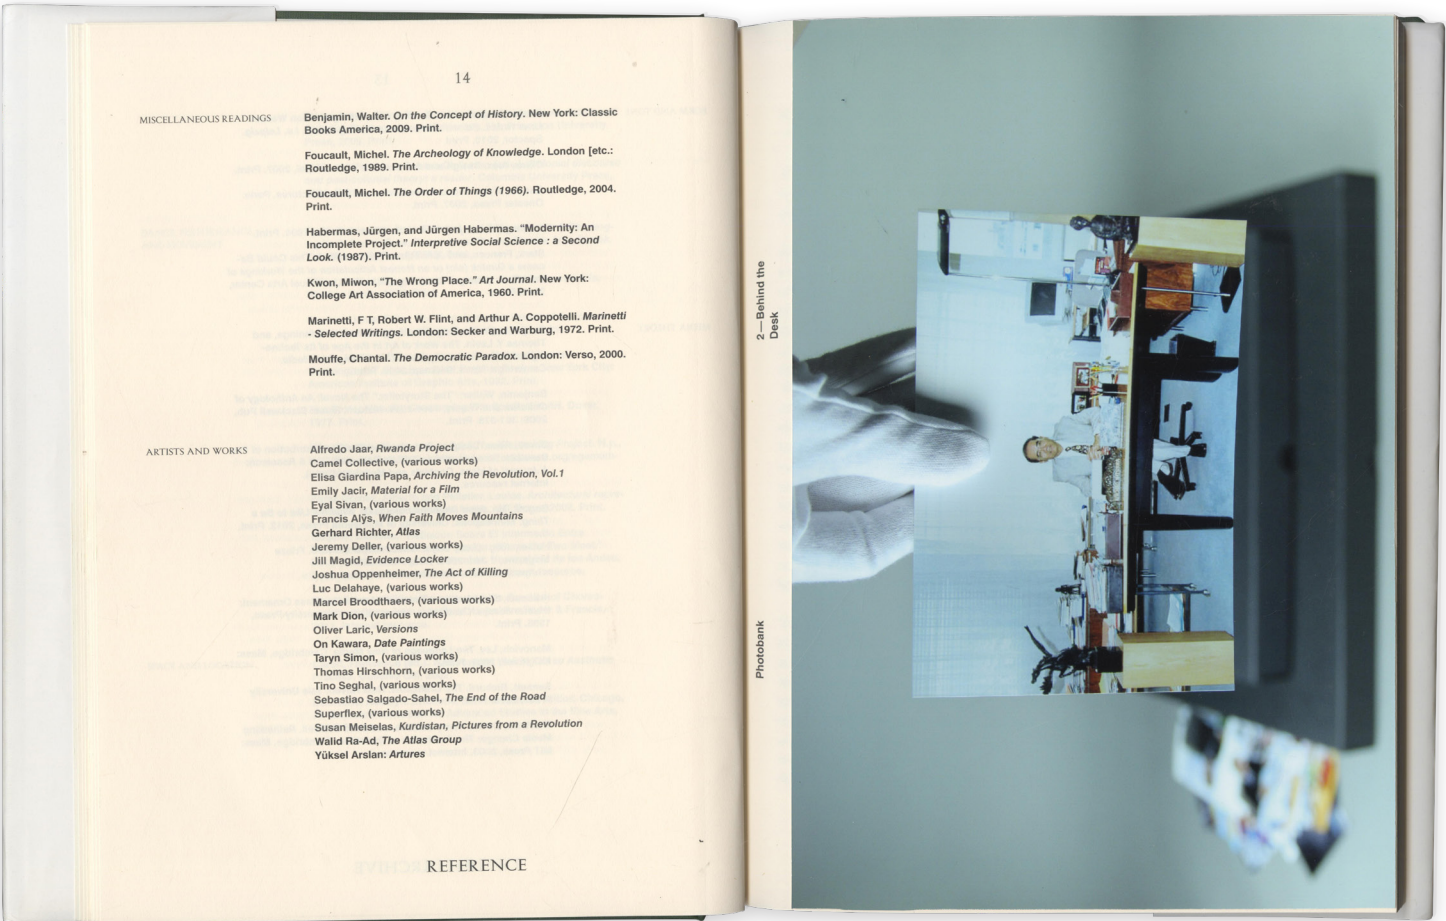 14
MISCELLANEOUS READINGS
Benjamin, Walter. On the Concept of History. New York: Classic
Books America, 2009. Print.
Foucault, Michel. The Archeology of Knowledge. London [etc.:
Routledge, 1989. Print.
Foucault, Michel. The Order of Things (1966). Routledge, 2004.
Print.
Habermas, Jürgen, and Jürgen Habermas. “Modernity: An
Incomplete Project.” Interpretive Social Science : a Second
Look. (1987). Print.
Kwon, Miwon, “The Wrong Place.” Art Journal. New York:
College Art Association of America, 1960. Print.
Marinetti, F T, Robert W. Flint, and Arthur A. Coppotelli. Marinetti
- Selected Writings. London: Secker and Warburg, 1972. Print.
Mouffe, Chantal. The Democratic Paradox. London: Verso, 2000.
Print.
ARTISTS AND WORKS
Alfredo Jaar, Rwanda Project
Camel Collective, (various works)
Elisa Giardina Papa, Archiving the Revolution, Vol.1
Emily Jacir, Material for a Film
Eyal Sivan, (various works)
Francis Alÿs, When Faith Moves Mountains
Gerhard Richter, Atlas
Jeremy Deller, (various works)
Jill Magid, Evidence Locker
Joshua Oppenheimer, The Act of Killing
Luc Delahaye, (various works)
Marcel Broodthaers, (various works)
Mark Dion, (various works)
Oliver Laric, Versions
On Kawara, Date Paintings
Taryn Simon, (various works)
Thomas Hirschhorn, (various works)
Tino Seghal, (various works)
Sebastiao Salgado-Sahel, The End of the Road
Superflex, (various works)
Susan Meiselas, Kurdistan, Pictures from a Revolution
Walid Ra-Ad, The Atlas Group
Yüksel Arslan: Artures
REFERENCE
2 — Behind the
Desk
Photobank